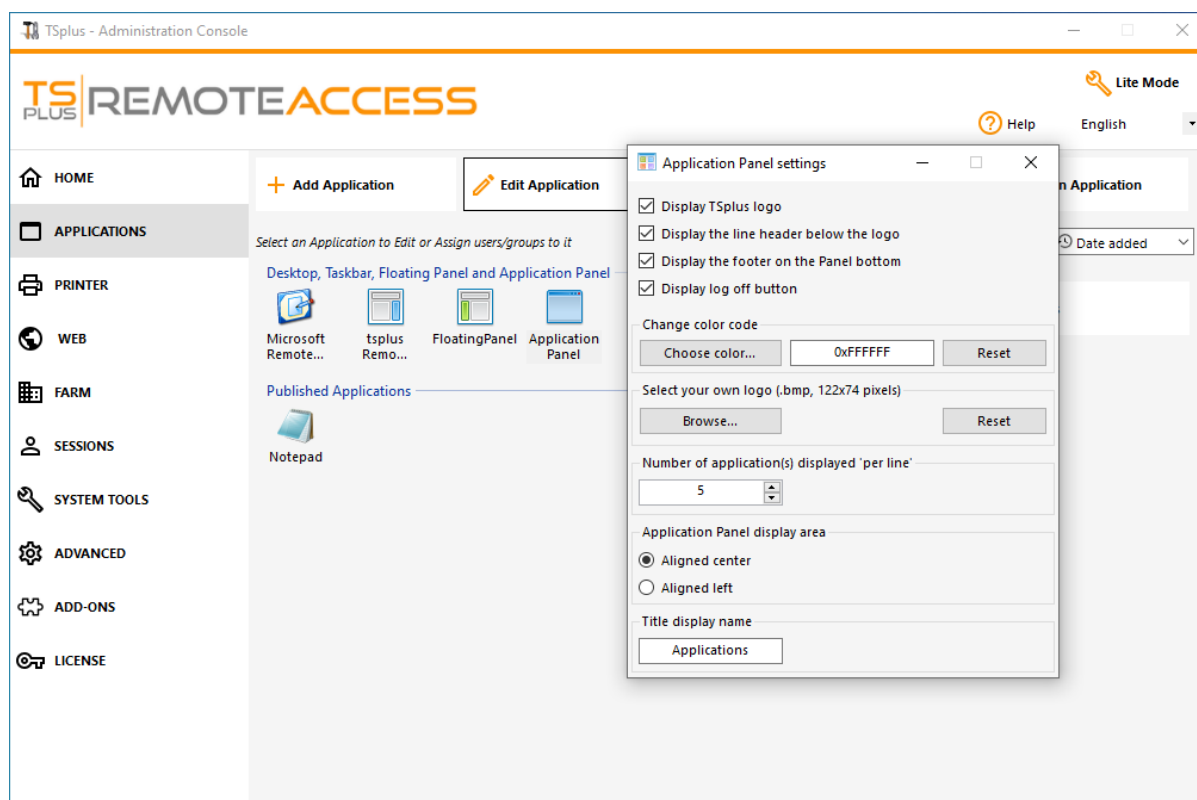 TSplus - Administration Console
TS PLUS REMOTEACCESS
Lite Mode
Help
English
HOME
APPLICATIONS
PRINTER
WEB
FARM
SESSIONS
SYSTEM TOOLS
ADVANCED
ADD-ONS
LICENSE
Add Application
Edit Application
n Application
Select an Application to Edit or Assign users/groups to it
Date added
Desktop, Taskbar, Floating Panel and Application Panel
Microsoft Remote...
tsplus Remo...
FloatingPanel
Application Panel
Published Applications
Notepad
Application Panel settings
Display TSplus logo
Display the line header below the logo
Display the footer on the Panel bottom
Display log off button
Change color code
Choose color...
0xFFFFFF
Reset
Select your own logo (.bmp, 122x74 pixels)
Browse...
Reset
Number of application(s) displayed 'per line'
5
Application Panel display area
Aligned center
Aligned left
Title display name
Applications